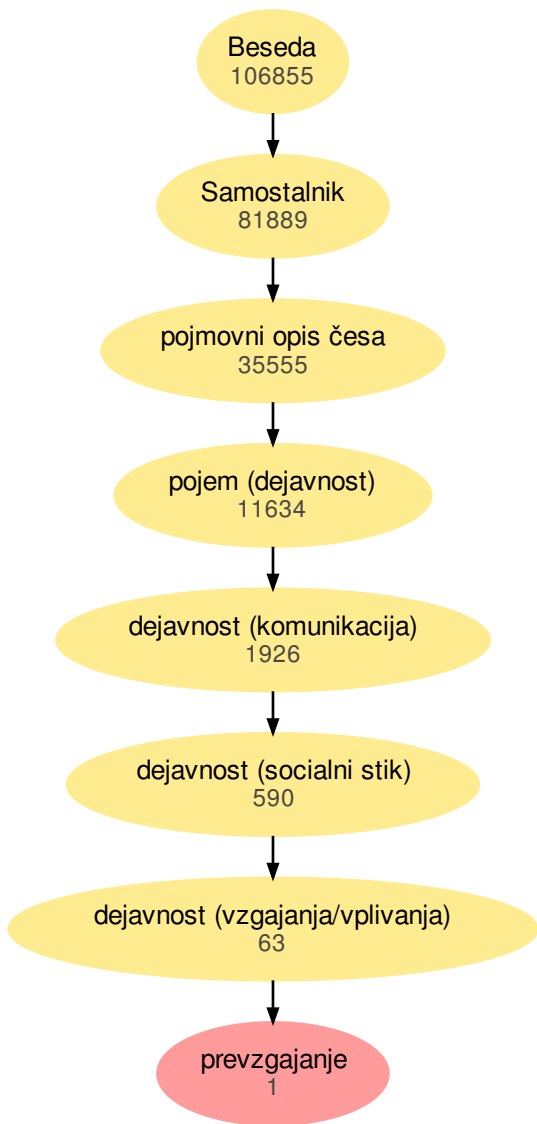 Beseda
106855
Samostalnik
81889
pojmovni opis česa
35555
pojem (dejavnost)
11634
dejavnost (komunikacija)
1926
dejavnost (socialni stik)
590
dejavnost (vzgajanja/vplivanja)
63
prevzgajanje
1